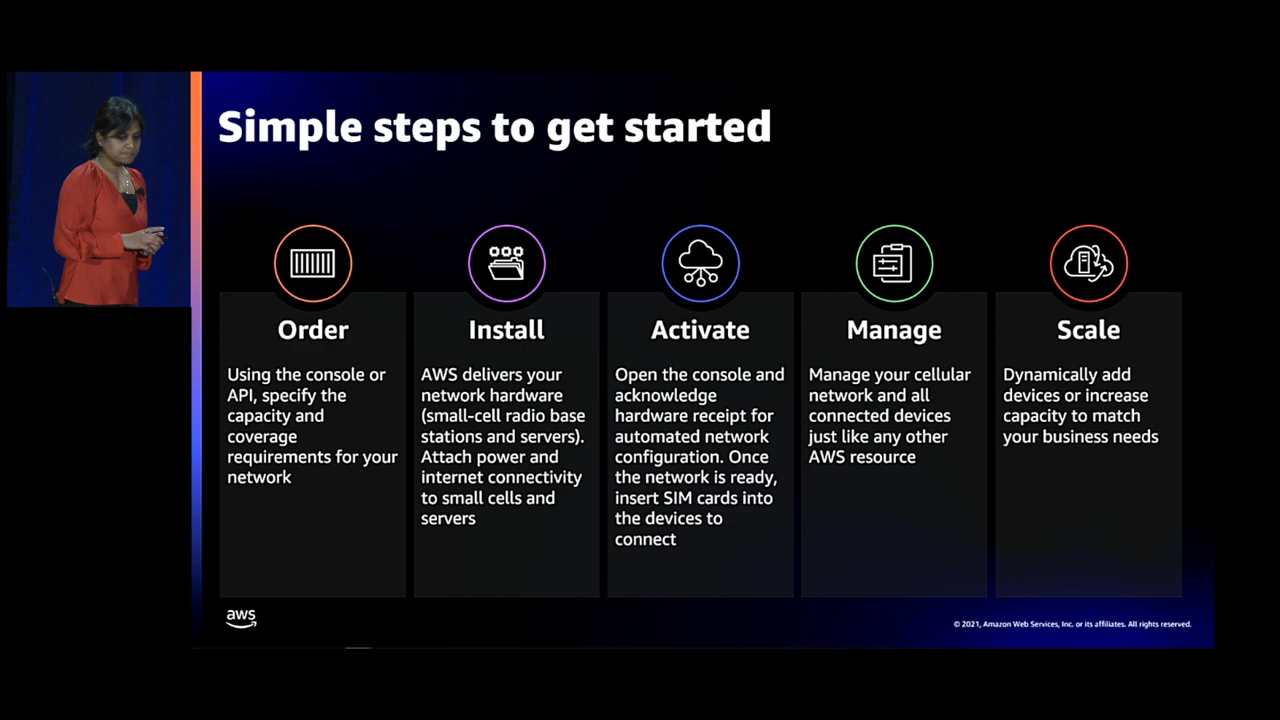 Simple steps to get started
Order
Using the console or
API, specify the
capacity and
coverage
requirements for your
network
Install
AWS delivers your
network hardware
(small-cell radio base
stations and servers).
Attach power and
internet connectivity
to small cells and
servers
Activate
Open the console and
acknowledge
hardware receipt for
automated network
configuration. Once
the network is ready,
insert SIM cards into
the devices to
connect
Manage
Manage your cellular
network and all
connected devices
just like any other
AWS resource
Scale
Dynamically add
devices or increase
capacity to match
your business needs
aws
© 2021, Amazon Web Services, Inc. or its affiliates. All rights reserved.